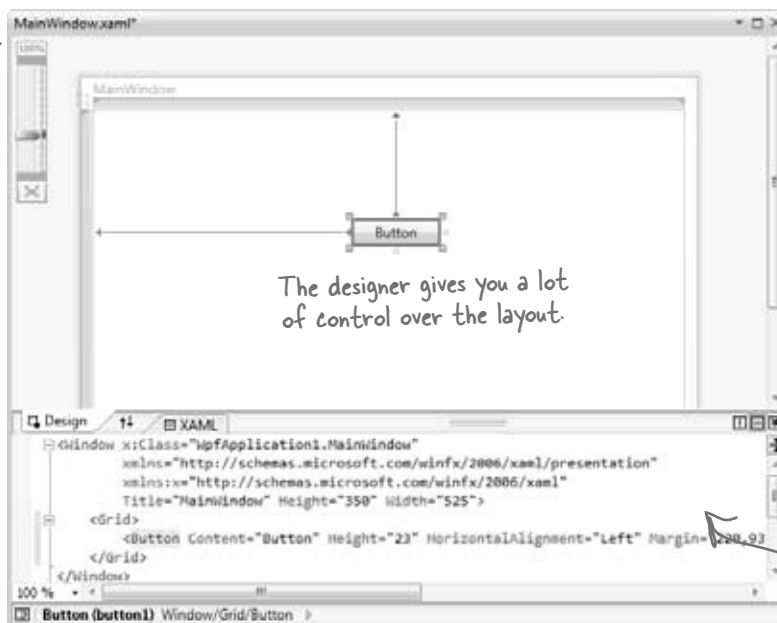 MainWindow.xaml*
100%
MainWindow
Button
The designer gives you a lot
of control over the layout.
Design
XAML
<Window x:Class="WpfApplication1.MainWindow"
xmlns="http://schemas.microsoft.com/winfx/2006/xaml/presentation"
xmlns:x="http://schemas.microsoft.com/winfx/2006/xaml"
Title="MainWindow" Height="350" Width="525">
<Grid>
<Button Content="Button" Height="23" HorizontalAlignment="Left" Margin="220,93
</Grid>
</Window>
100 %
Button (button1) Window/Grid/Button